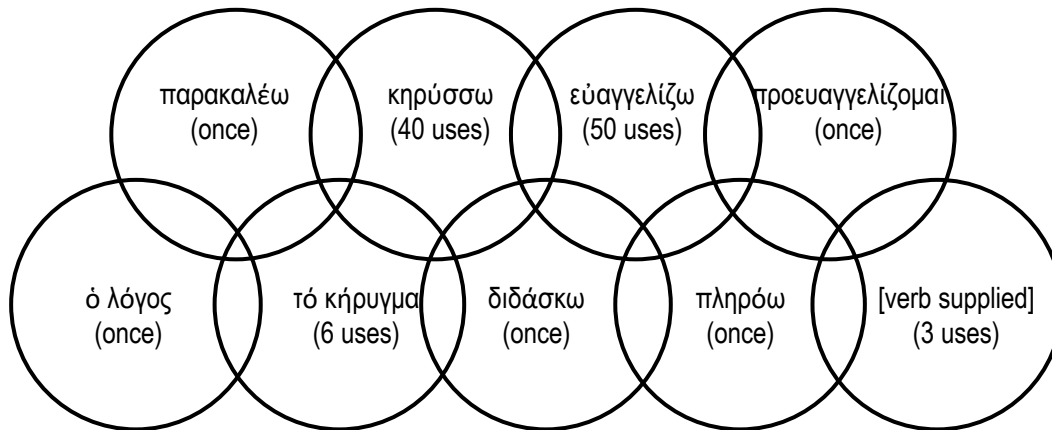 παρακαλέω
(once)
κηρύσσω
(40 uses)
εὐαγγελίζω
(50 uses)
προευαγγελίζομαι
(once)
ὁ λόγος
(once)
τό κήρυγμα
(6 uses)
διδάσκω
(once)
πληρόω
(once)
[verb supplied]
(3 uses)